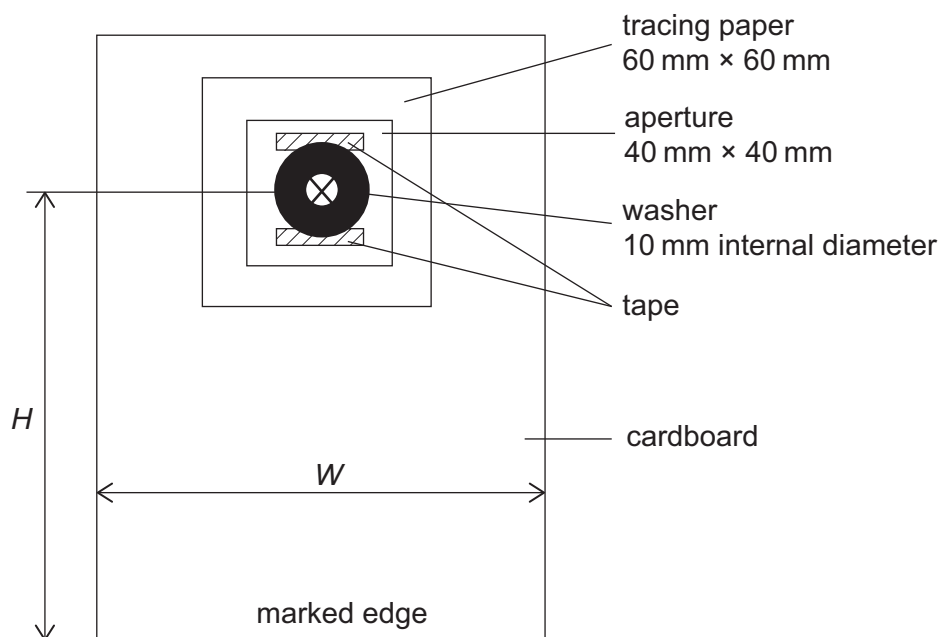 tracing paper
60 mm × 60 mm
aperture
40 mm × 40 mm
washer
10 mm internal diameter
tape
H
cardboard
W
marked edge